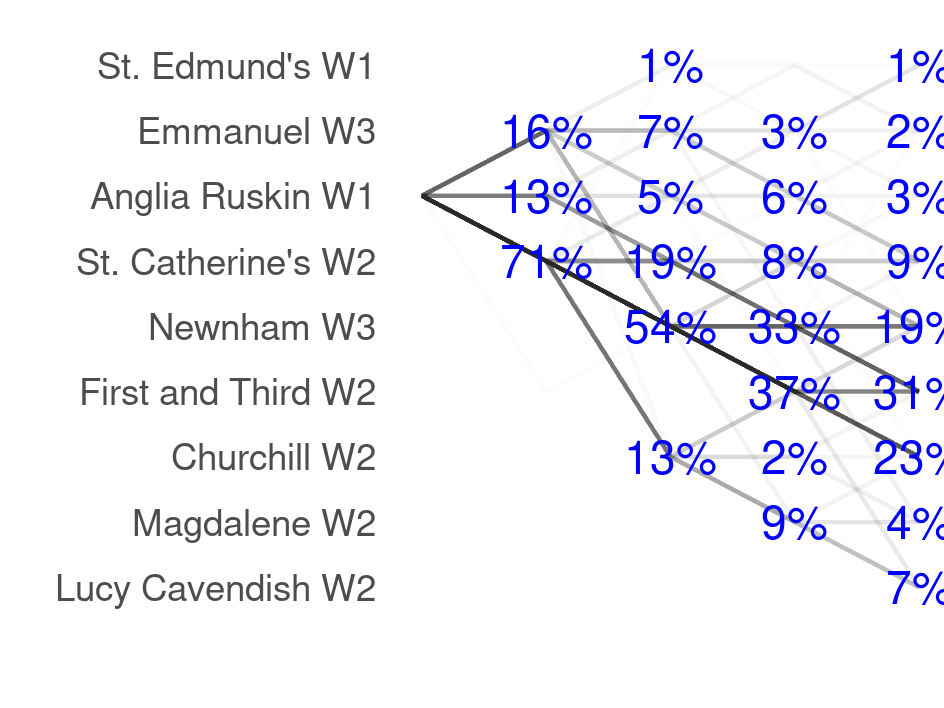 St. Edmund's W1 1% 1%
Emmanuel W3 16% 7% 3% 2%
Anglia Ruskin W1 13% 5% 6% 3%
St. Catherine's W2 71% 19% 8% 9%
Newnham W3 54% 33% 19%
First and Third W2 37% 31%
Churchill W2 13% 2% 23%
Magdalene W2 9% 4%
Lucy Cavendish W2 7%